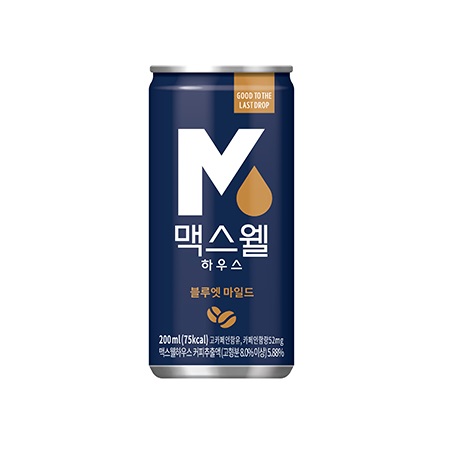 GOOD TO THE
LAST DROP
M
맥스웰
하우스
블루엣 마일드
200ml (75kcal) 고카페인함유, 카페인함량52mg
맥스웰하우스 커피추출액 (고형분 8.0% 이상) 5.88%